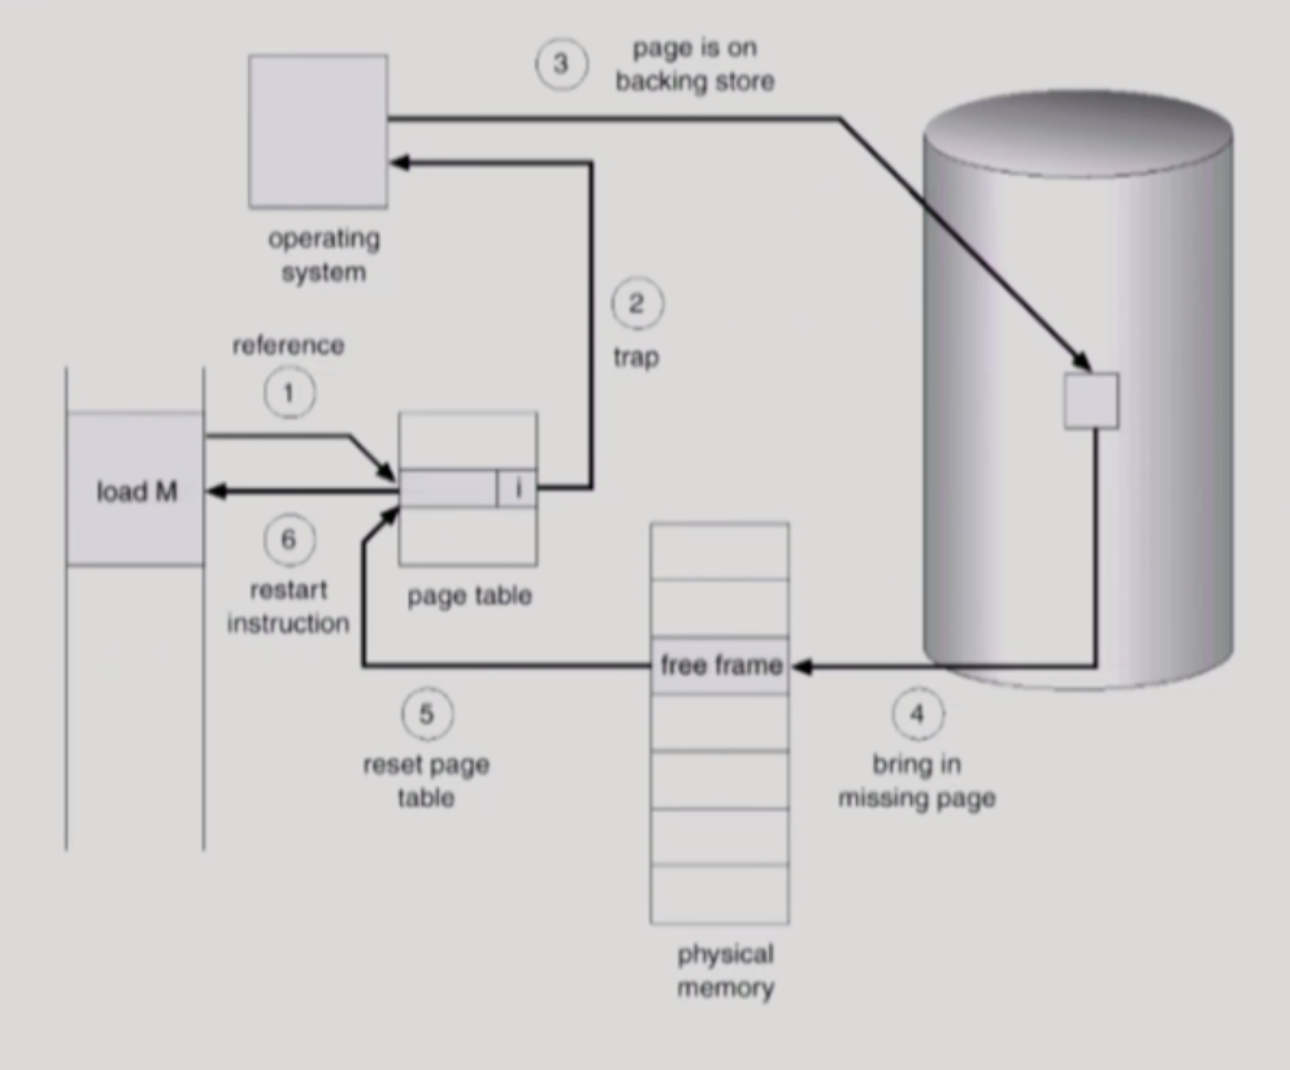 3
page is on
backing store
operating
system
2
trap
reference
1
load M
i
6
restart
instruction
page table
free frame
5
reset page
table
4
bring in
missing page
physical
memory